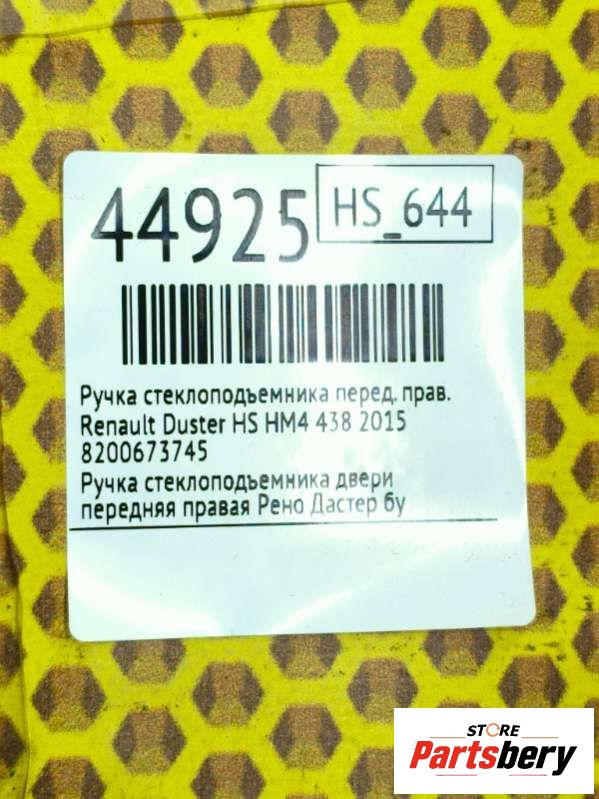 44925
HS_644
Ручка стеклоподъемника перед. прав.
Renault Duster HS HM4 438 2015
8200673745
Ручка стеклоподъемника двери
передняя правая Рено Дастер бу
STORE
Partsbery